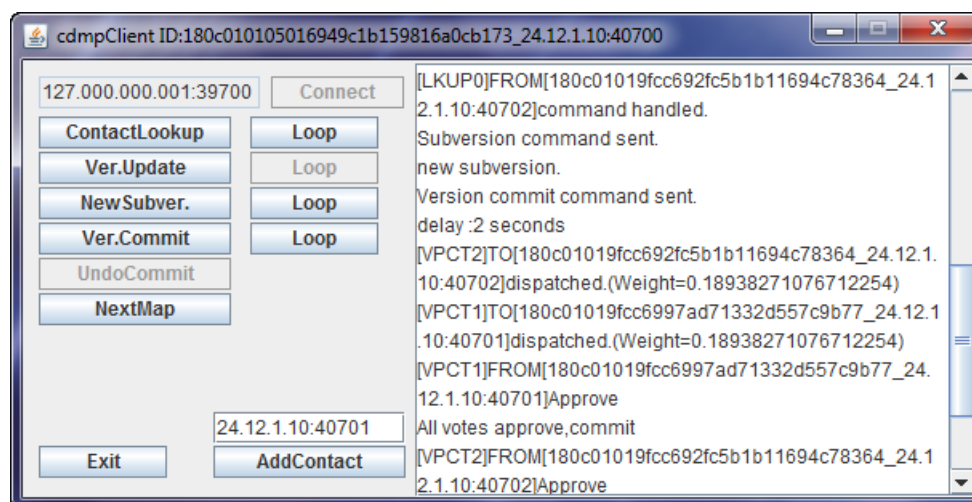 cdmpClient ID:180c010105016949c1b159816a0cb173_24.12.1.10:40700
127.000.000.001:39700 Connect
ContactLookup Loop
Ver.Update Loop
NewSubver. Loop
Ver.Commit Loop
UndoCommit
NextMap
24.12.1.10:40701
Exit AddContact
[LKUP0]FROM[180c01019fcc692fc5b1b11694c78364_24.1
2.1.10:40702]command handled.
Subversion command sent.
new subversion.
Version commit command sent.
delay :2 seconds
[VPCT2]TO[180c01019fcc692fc5b1b11694c78364_24.12.1.
10:40702]dispatched.(Weight=0.18938271076712254)
[VPCT1]TO[180c01019fcc6997ad71332d557c9b77_24.12.1
.10:40701]dispatched.(Weight=0.18938271076712254)
[VPCT1]FROM[180c01019fcc6997ad71332d557c9b77_24.
12.1.10:40701]Approve
All votes approve,commit
[VPCT2]FROM[180c01019fcc692fc5b1b11694c78364_24.1
2.1.10:40702]Approve